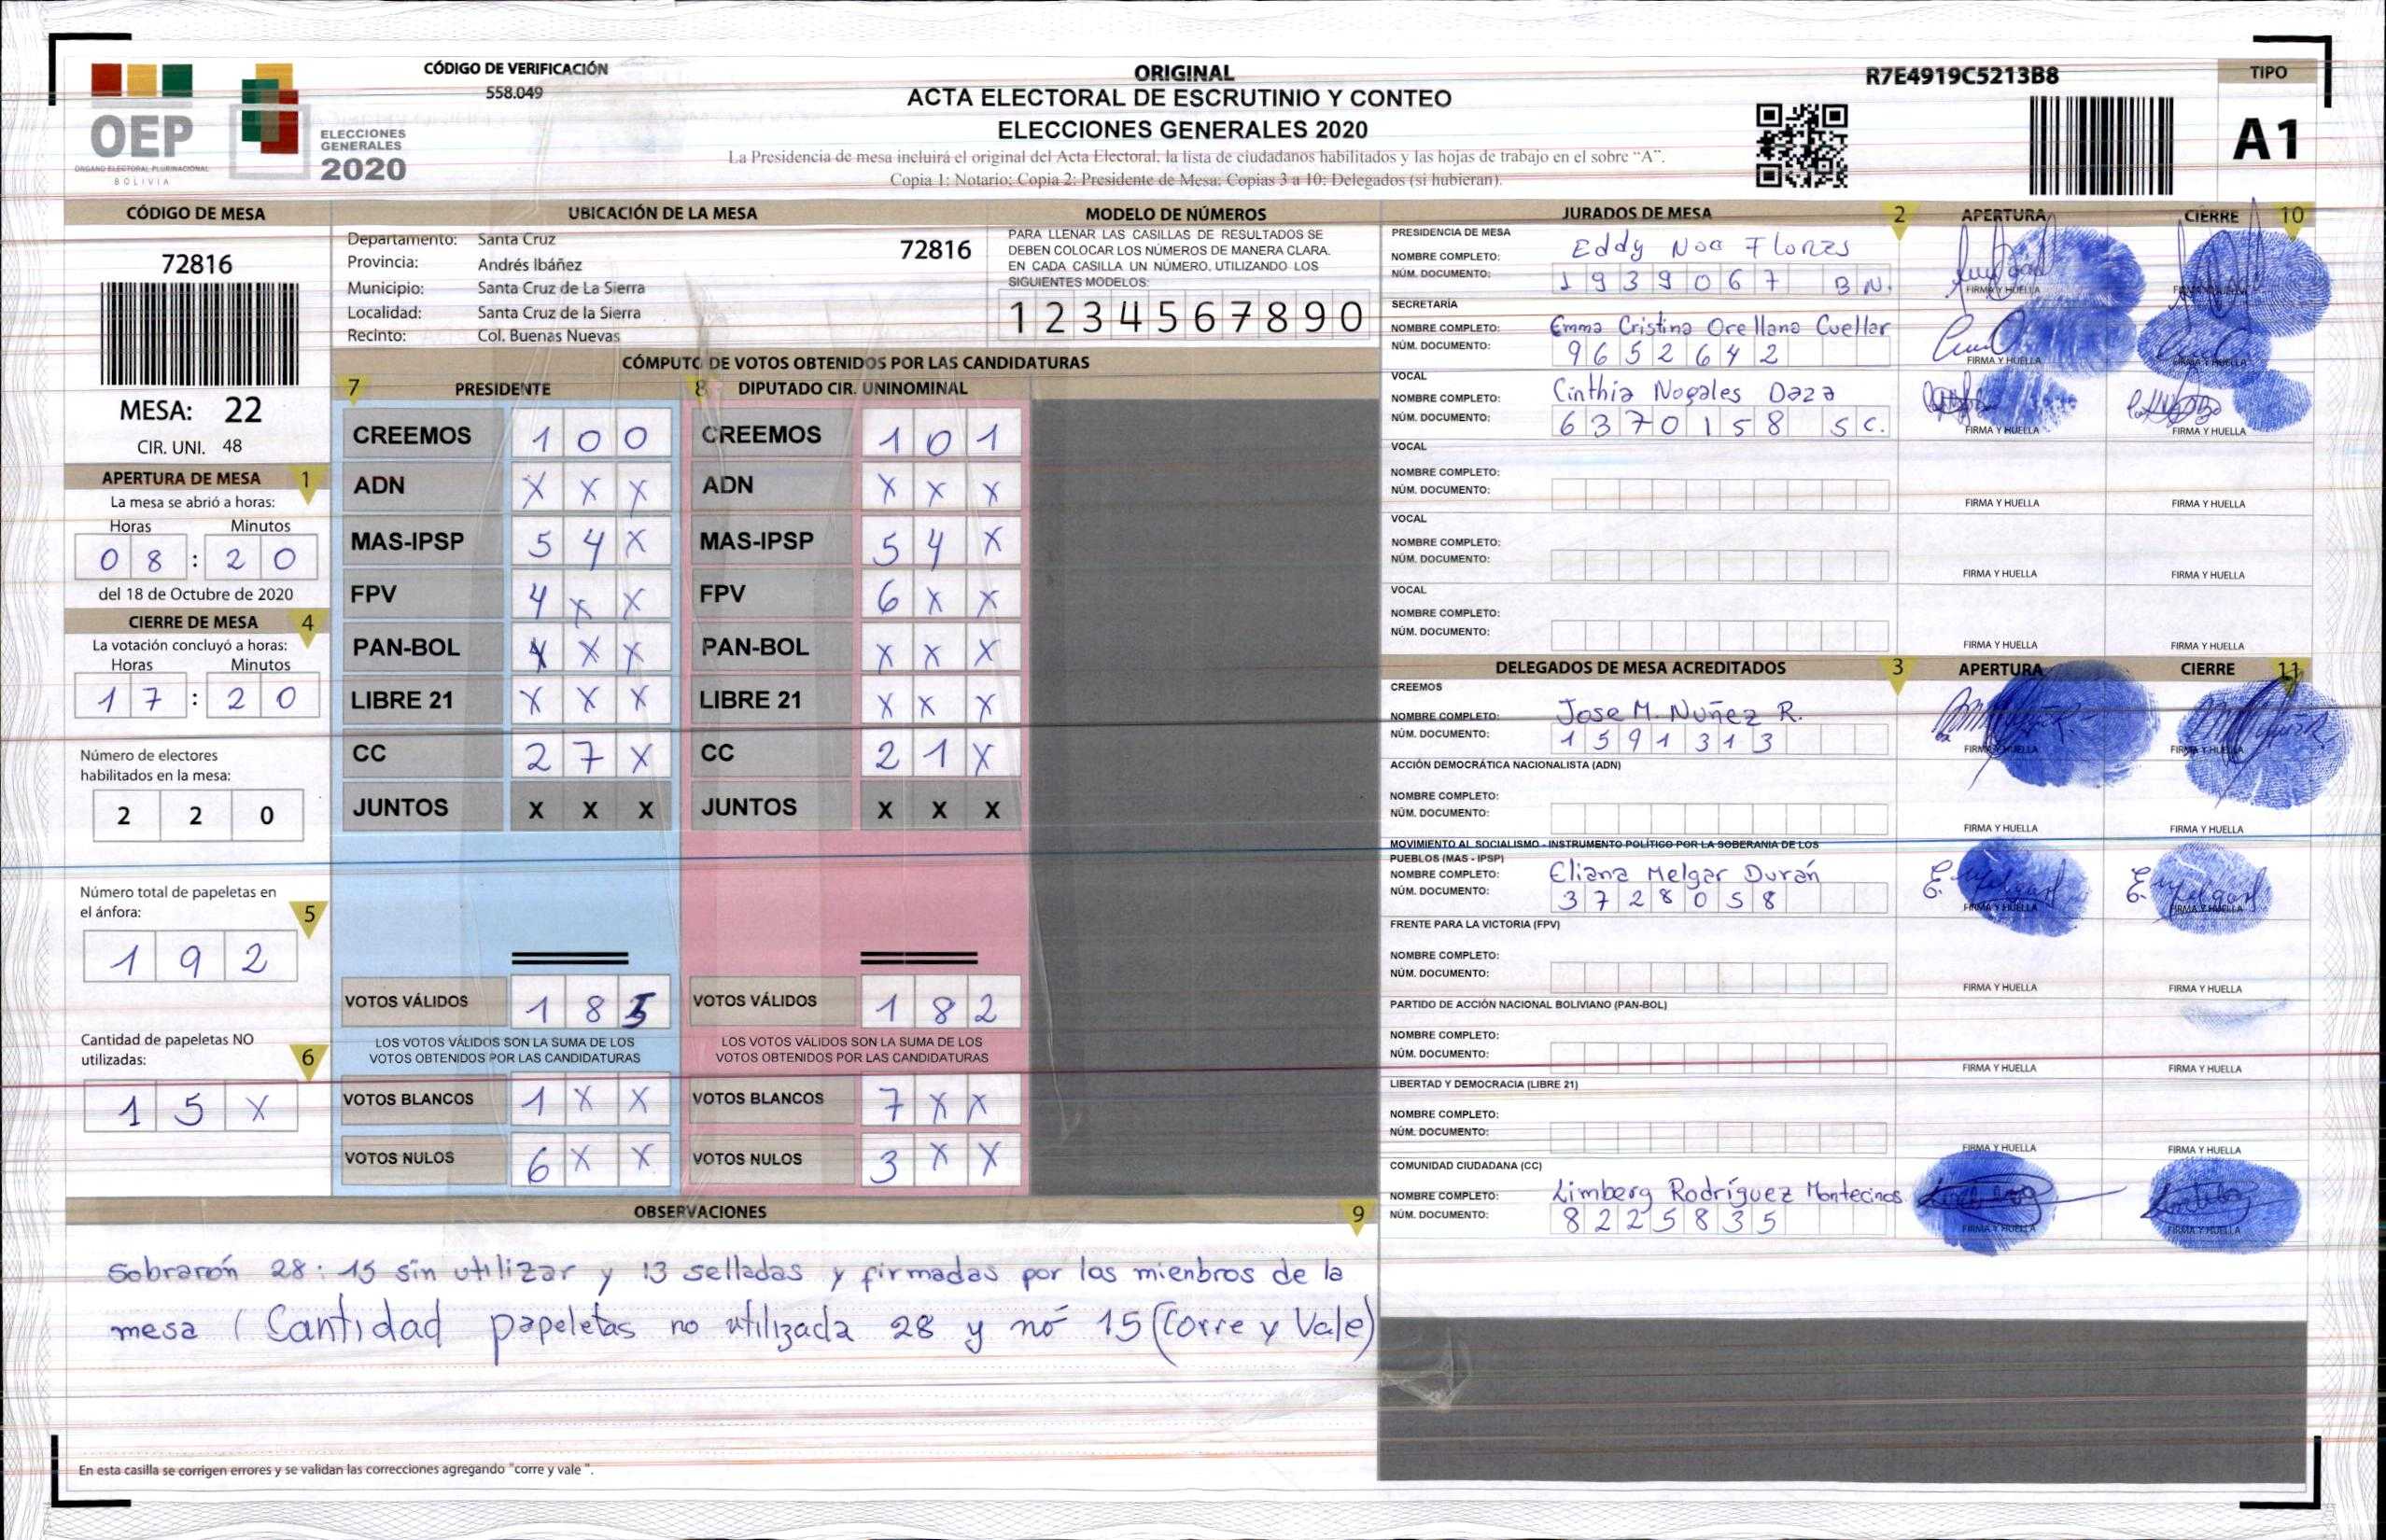 CÓDIGO DE VERIFICACIÓN
558.049
OEP
ÓRGANO ELECTORAL PLURINACIONAL
BOLIVIA
ELECCIONES
GENERALES
2020
ORIGINAL
ACTA ELECTORAL DE ESCRUTINIO Y CONTEO
ELECCIONES GENERALES 2020
La Presidencia de mesa incluirá el original del Acta Electoral, la lista de ciudadanos habilitados y las hojas de trabajo en el sobre "A".
Copia 1: Notario; Copia 2: Presidente de Mesa; Copias 3 a 10: Delegados (si hubieran).
R7E4919C5213B8
TIPO
A1
CÓDIGO DE MESA
72816
MESA: 22
CIR. UNI. 48
APERTURA DE MESA 1
La mesa se abrió a horas:
Horas Minutos
0 8 : 2 0
del 18 de Octubre de 2020
CIERRE DE MESA 4
La votación concluyó a horas:
Horas Minutos
1 7 : 2 0
Número de electores
habilitados en la mesa:
2 2 0
Número total de papeletas en
el ánfora: 5
1 9 2
Cantidad de papeletas NO
utilizadas: 6
1 5 X
UBICACIÓN DE LA MESA
Departamento: Santa Cruz
72816
Provincia: Andrés Ibáñez
Municipio: Santa Cruz de La Sierra
Localidad: Santa Cruz de la Sierra
Recinto: Col. Buenas Nuevas
MODELO DE NÚMEROS
PARA LLENAR LAS CASILLAS DE RESULTADOS SE
DEBEN COLOCAR LOS NÚMEROS DE MANERA CLARA.
EN CADA CASILLA UN NÚMERO, UTILIZANDO LOS
SIGUIENTES MODELOS:
1 2 3 4 5 6 7 8 9 0
CÓMPUTO DE VOTOS OBTENIDOS POR LAS CANDIDATURAS
7 PRESIDENTE 8 DIPUTADO CIR. UNINOMINAL
CREEMOS 1 0 0 CREEMOS 1 0 1
ADN X X X ADN X X X
MAS-IPSP 5 4 X MAS-IPSP 5 4 X
FPV 4 X X FPV 6 X X
PAN-BOL X X X PAN-BOL X X X
LIBRE 21 X X X LIBRE 21 X X X
CC 2 7 X CC 2 1 X
JUNTOS X X X JUNTOS X X X
VOTOS VÁLIDOS 1 8 5 VOTOS VÁLIDOS 1 8 2
LOS VOTOS VÁLIDOS SON LA SUMA DE LOS LOS VOTOS VÁLIDOS SON LA SUMA DE LOS
VOTOS OBTENIDOS POR LAS CANDIDATURAS VOTOS OBTENIDOS POR LAS CANDIDATURAS
VOTOS BLANCOS 1 X X VOTOS BLANCOS 7 X X
VOTOS NULOS 6 X X VOTOS NULOS 3 X X
OBSERVACIONES 9
Sobrarón 28: 15 sin utilizar y 13 selladas y firmadas por los mienbros de la
mesa ( Cantidad papeletas no utilizada 28 y nó 15 (Corre y Vale)
En esta casilla se corrigen errores y se validan las correcciones agregando "corre y vale ".
JURADOS DE MESA 2 APERTURA CIERRE 10
PRESIDENCIA DE MESA
NOMBRE COMPLETO: Eddy Noa Flores
NÚM. DOCUMENTO: 1 9 3 9 0 6 7 B N.
FIRMA Y HUELLA FIRMA Y HUELLA
SECRETARÍA
NOMBRE COMPLETO: Emma Cristina Orellana Cuellar
NÚM. DOCUMENTO: 9 6 5 2 6 4 2
FIRMA Y HUELLA FIRMA Y HUELLA
VOCAL
NOMBRE COMPLETO: Cinthia Nogales Daza
NÚM. DOCUMENTO: 6 3 7 0 1 5 8 S C.
FIRMA Y HUELLA FIRMA Y HUELLA
VOCAL
NOMBRE COMPLETO:
NÚM. DOCUMENTO:
FIRMA Y HUELLA FIRMA Y HUELLA
VOCAL
NOMBRE COMPLETO:
NÚM. DOCUMENTO:
FIRMA Y HUELLA FIRMA Y HUELLA
VOCAL
NOMBRE COMPLETO:
NÚM. DOCUMENTO:
FIRMA Y HUELLA FIRMA Y HUELLA
DELEGADOS DE MESA ACREDITADOS 3 APERTURA CIERRE 11
CREEMOS
NOMBRE COMPLETO: Jose M. Nuñez R.
NÚM. DOCUMENTO: 1 5 9 1 3 1 3
FIRMA Y HUELLA FIRMA Y HUELLA
ACCIÓN DEMOCRÁTICA NACIONALISTA (ADN)
NOMBRE COMPLETO:
NÚM. DOCUMENTO:
FIRMA Y HUELLA FIRMA Y HUELLA
MOVIMIENTO AL SOCIALISMO - INSTRUMENTO POLÍTICO POR LA SOBERANIA DE LOS
PUEBLOS (MAS - IPSP)
NOMBRE COMPLETO: Eliana Melgar Durán
NÚM. DOCUMENTO: 3 7 2 8 0 5 8
FIRMA Y HUELLA FIRMA Y HUELLA
FRENTE PARA LA VICTORIA (FPV)
NOMBRE COMPLETO:
NÚM. DOCUMENTO:
FIRMA Y HUELLA FIRMA Y HUELLA
PARTIDO DE ACCIÓN NACIONAL BOLIVIANO (PAN-BOL)
NOMBRE COMPLETO:
NÚM. DOCUMENTO:
FIRMA Y HUELLA FIRMA Y HUELLA
LIBERTAD Y DEMOCRACIA (LIBRE 21)
NOMBRE COMPLETO:
NÚM. DOCUMENTO:
FIRMA Y HUELLA FIRMA Y HUELLA
COMUNIDAD CIUDADANA (CC)
NOMBRE COMPLETO: Limberg Rodríguez Montecinos
NÚM. DOCUMENTO: 8 2 2 5 8 3 5
FIRMA Y HUELLA FIRMA Y HUELLA